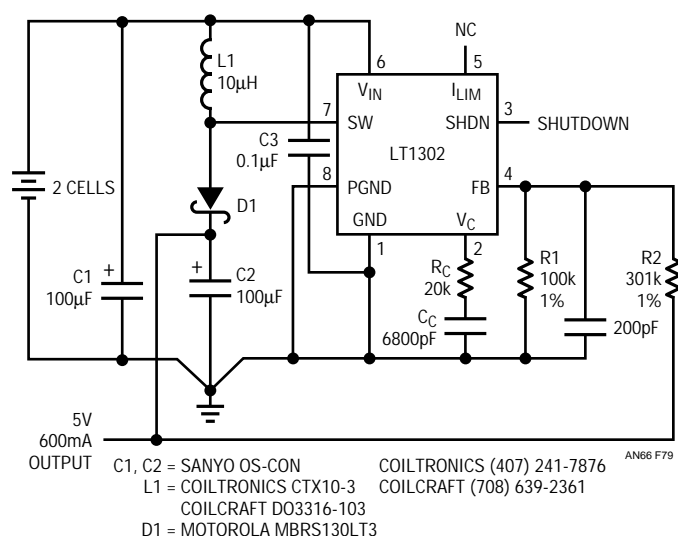 NC
L1
10µH
6
5
VIN
ILIM
7
SW
SHDN
3
SHUTDOWN
C3
0.1µF
LT1302
2 CELLS
8
PGND
FB
4
D1
GND
VC
1
2
C1
100µF
+
+
C2
100µF
RC
20k
R1
100k
1%
R2
301k
1%
CC
6800pF
200pF
5V
600mA
OUTPUT
AN66 F79
C1, C2 = SANYO OS-CON
COILTRONICS (407) 241-7876
L1 = COILTRONICS CTX10-3
COILCRAFT (708) 639-2361
COILCRAFT DO3316-103
D1 = MOTOROLA MBRS130LT3